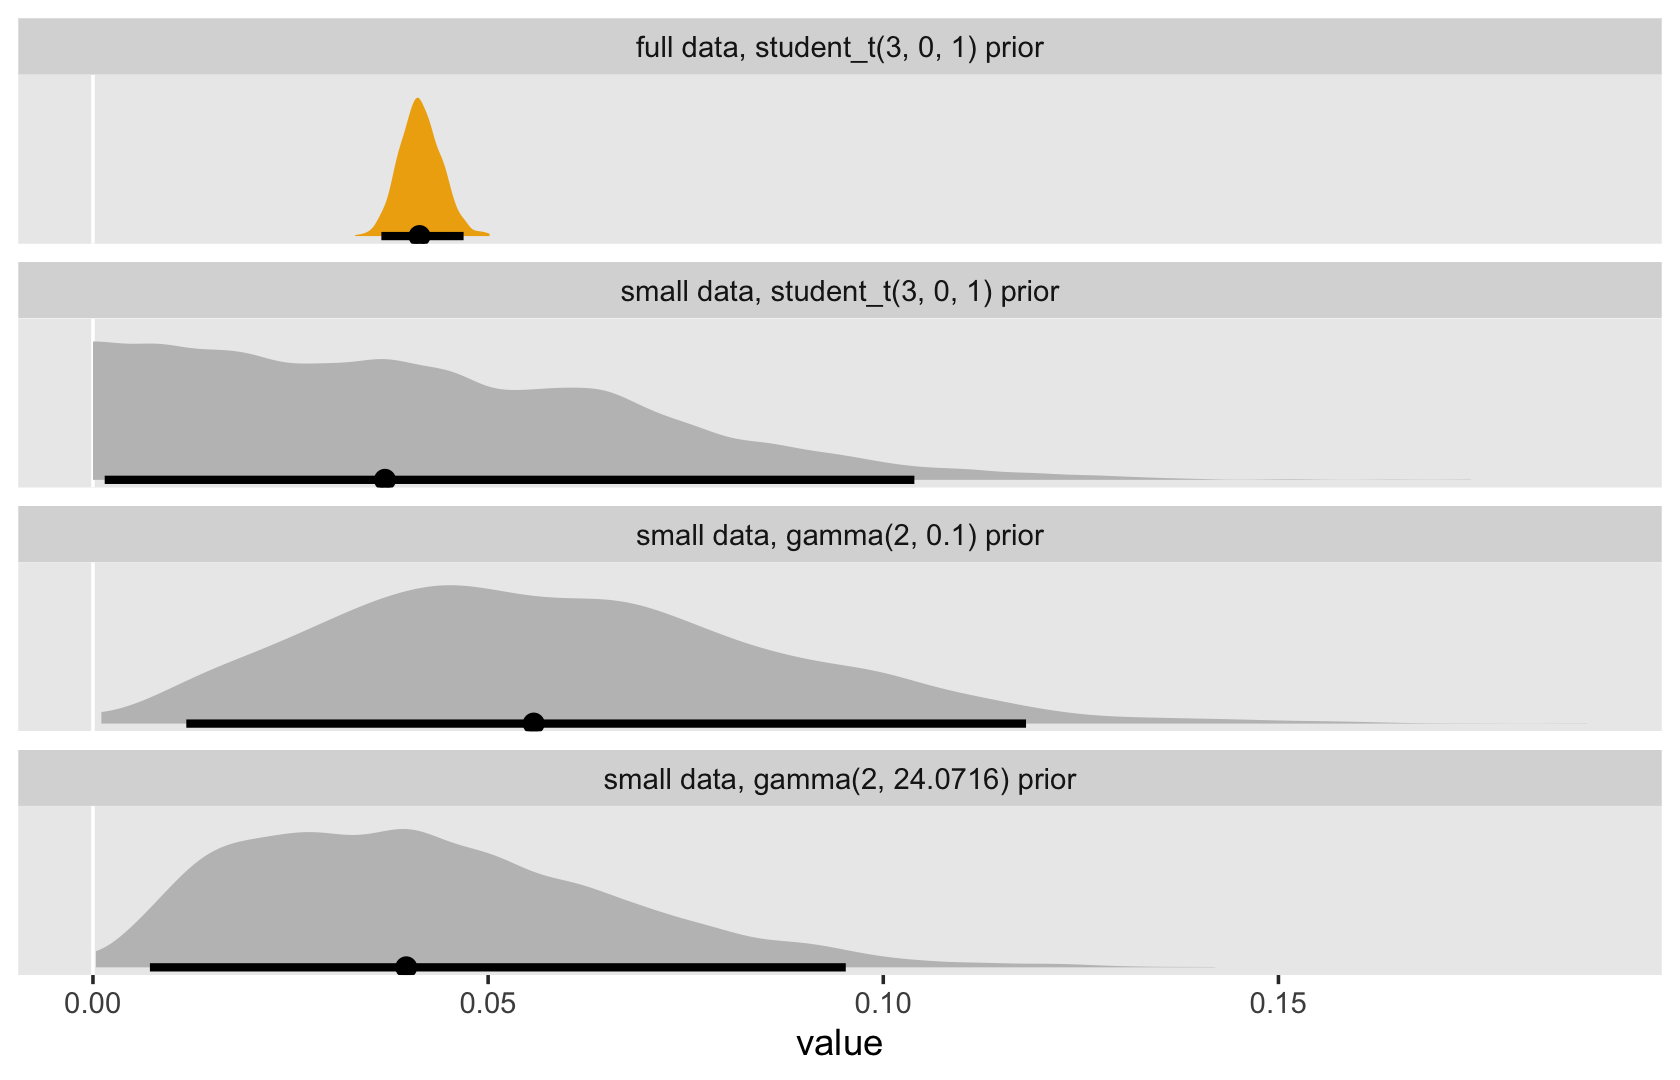 full data, student_t(3, 0, 1) prior
small data, student_t(3, 0, 1) prior
small data, gamma(2, 0.1) prior
small data, gamma(2, 24.0716) prior
0.00 0.05 0.10 0.15
value